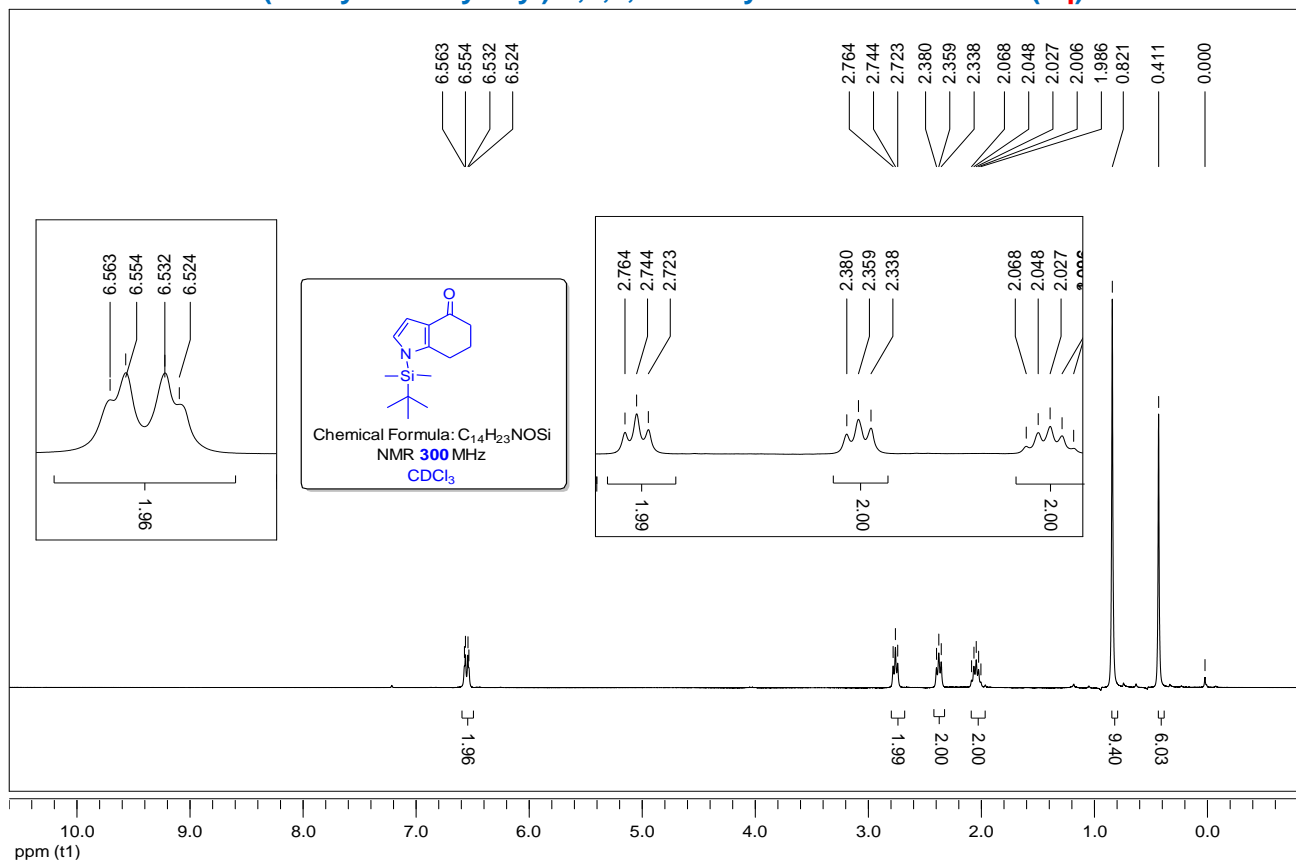 6.563 6.554 6.532 6.524 2.764 2.744 2.723 2.380 2.359 2.338 2.068 2.048 2.027 2.006 1.986 0.821 0.411 0.000
6.563 6.554 6.532 6.524
1.96
O
N
Si
Chemical Formula: C₁₄H₂₃NOSi
NMR 300 MHz
CDCl₃
2.764 2.744 2.723 2.380 2.359 2.338 2.068 2.048 2.027
1.99 2.00 2.00
1.96 1.99 2.00 2.00 9.40 6.03
10.0 9.0 8.0 7.0 6.0 5.0 4.0 3.0 2.0 1.0 0.0
ppm (t1)